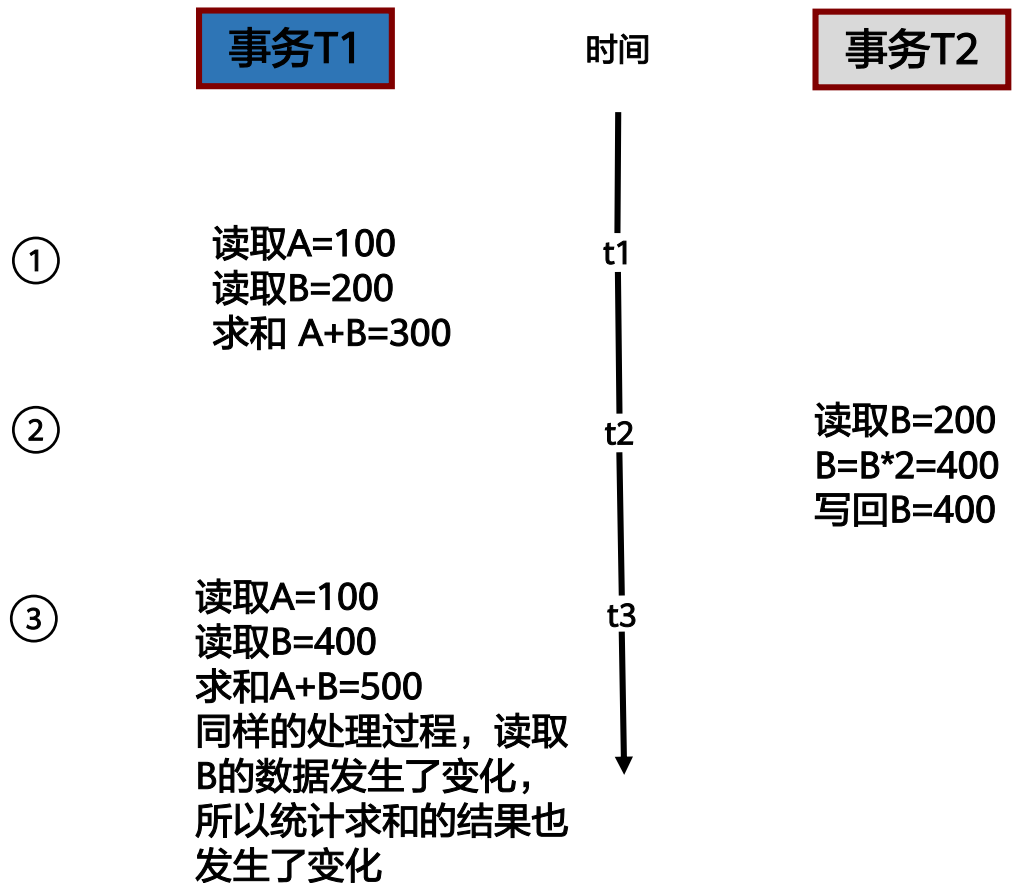 事务T1
时间
事务T2
①
读取A=100
读取B=200
求和 A+B=300
t1
②
t2
读取B=200
B=B*2=400
写回B=400
③
读取A=100
读取B=400
求和A+B=500
同样的处理过程，读取
B的数据发生了变化，
所以统计求和的结果也
发生了变化
t3